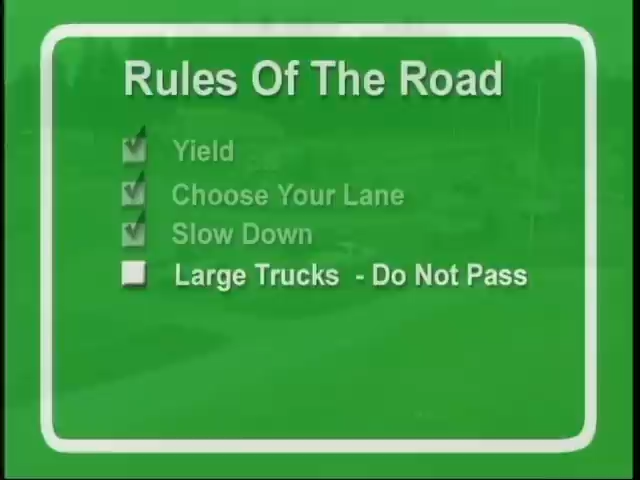 Rules Of The Road
Yield
Choose Your Lane
Slow Down
Large Trucks - Do Not Pass